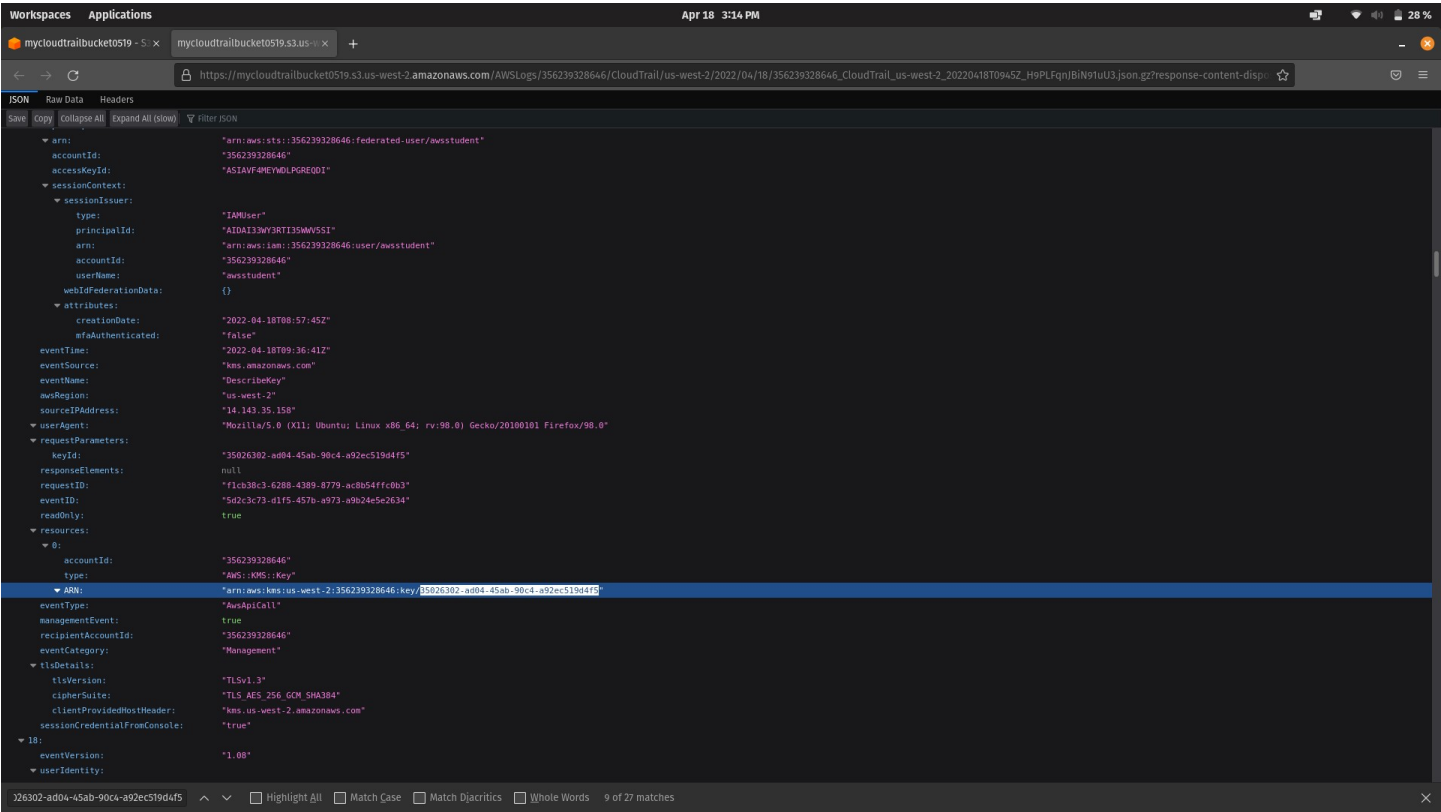 Workspaces Applications Apr 18 3:14 PM 28 %
mycloudtrailbucket0519 - S3 mycloudtrailbucket0519.s3.us-w
https://mycloudtrailbucket0519.s3.us-west-2.amazonaws.com/AWSLogs/356239328646/CloudTrail/us-west-2/2022/04/18/356239328646_CloudTrail_us-west-2_20220418T0945Z_H9PLFqnJBiN91uU3.json.gz?response-content-dispo
JSON Raw Data Headers
Save Copy Collapse All Expand All (slow) Filter JSON
arn: "arn:aws:sts::356239328646:federated-user/awsstudent"
accountId: "356239328646"
accessKeyId: "ASIAVF4MEYWDLPGREQDI"
sessionContext:
sessionIssuer:
type: "IAMUser"
principalId: "AIDAI33WY3RTI35WWV5SI"
arn: "arn:aws:iam::356239328646:user/awsstudent"
accountId: "356239328646"
userName: "awsstudent"
webIdFederationData: {}
attributes:
creationDate: "2022-04-18T08:57:45Z"
mfaAuthenticated: "false"
eventTime: "2022-04-18T09:36:41Z"
eventSource: "kms.amazonaws.com"
eventName: "DescribeKey"
awsRegion: "us-west-2"
sourceIPAddress: "14.143.35.158"
userAgent: "Mozilla/5.0 (X11; Ubuntu; Linux x86_64; rv:98.0) Gecko/20100101 Firefox/98.0"
requestParameters:
keyId: "35026302-ad04-45ab-90c4-a92ec519d4f5"
responseElements: null
requestID: "f1cb38c3-6288-4389-8779-ac8b54ffc0b3"
eventID: "5d2c3c73-d1f5-457b-a973-a9b24e5e2634"
readOnly: true
resources:
0:
accountId: "356239328646"
type: "AWS::KMS::Key"
ARN: "arn:aws:kms:us-west-2:356239328646:key/35026302-ad04-45ab-90c4-a92ec519d4f5"
eventType: "AwsApiCall"
managementEvent: true
recipientAccountId: "356239328646"
eventCategory: "Management"
tlsDetails:
tlsVersion: "TLSv1.3"
cipherSuite: "TLS_AES_256_GCM_SHA384"
clientProvidedHostHeader: "kms.us-west-2.amazonaws.com"
sessionCredentialFromConsole: "true"
18:
eventVersion: "1.08"
userIdentity:
026302-ad04-45ab-90c4-a92ec519d4f5 Highlight All Match Case Match Diacritics Whole Words 9 of 27 matches